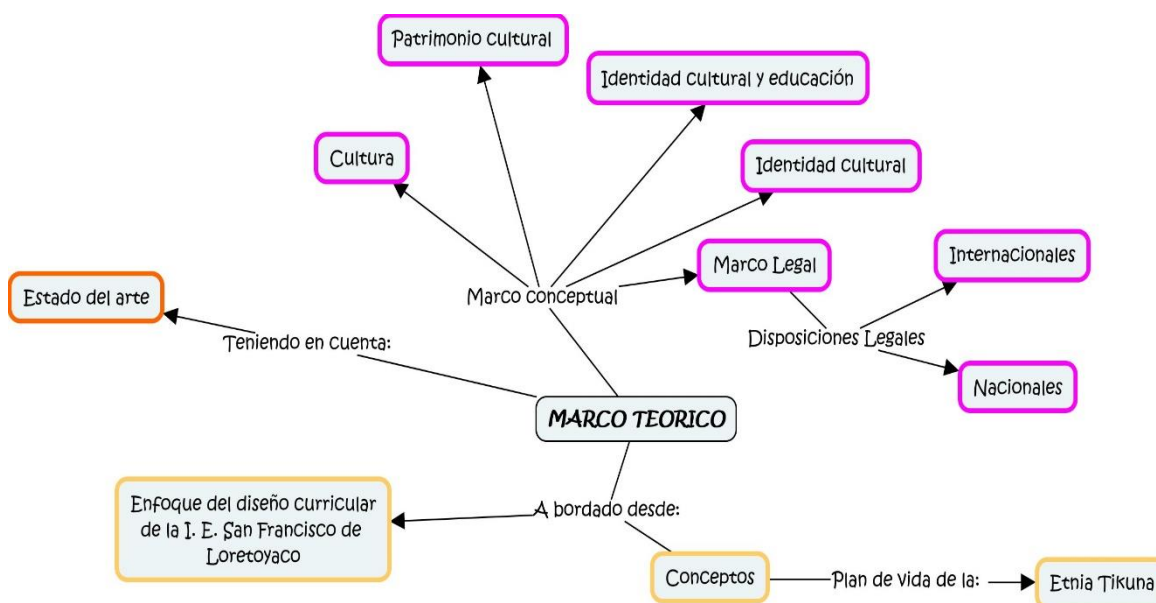 Patrimonio cultural
Identidad cultural y educación
Cultura
Identidad cultural
Marco Legal
Internacionales
Estado del arte
Marco conceptual
Teniendo en cuenta:
Disposiciones Legales
Nacionales
MARCO TEORICO
Enfoque del diseño curricular
de la I. E. San Francisco de
Loretoyaco
A bordado desde:
Conceptos
Plan de vida de la:
Etnia Tikuna